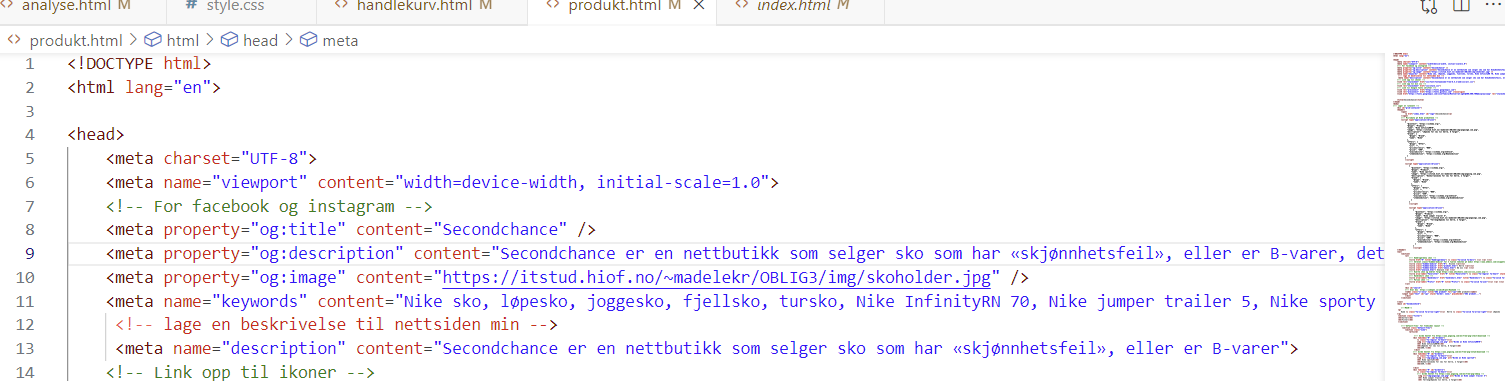 analyse.html M # style.css <> handlekurv.html M <> produkt.html M × <> index.html M ...
<> produkt.html > html > head > meta
1 <!DOCTYPE html>
2 <html lang="en">
3
4 <head>
5 <meta charset="UTF-8">
6 <meta name="viewport" content="width=device-width, initial-scale=1.0">
7 <!-- For facebook og instagram -->
8 <meta property="og:title" content="Secondchance" />
9 <meta property="og:description" content="Secondchance er en nettbutikk som selger sko som har «skjønnhetsfeil», eller er B-varer, det
10 <meta property="og:image" content="https://itstud.hiof.no/~madelekr/OBLIG3/img/skoholder.jpg" />
11 <meta name="keywords" content="Nike sko, løpesko, joggesko, fjellsko, tursko, Nike InfinityRN 70, Nike jumper trailer 5, Nike sporty
12 <!-- lage en beskrivelse til nettsiden min -->
13 <meta name="description" content="Secondchance er en nettbutikk som selger sko som har «skjønnhetsfeil», eller er B-varer">
14 <!-- Link opp til ikoner -->